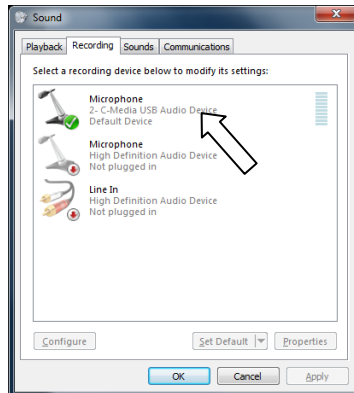 Sound
Playback Recording Sounds Communications
Select a recording device below to modify its settings:
Microphone
2- C-Media USB Audio Device
Default Device
Microphone
High Definition Audio Device
Not plugged in
Line In
High Definition Audio Device
Not plugged in
Configure Set Default Properties
OK Cancel Apply